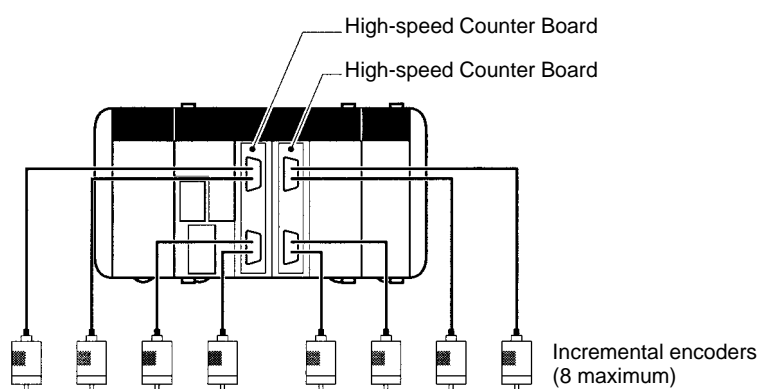 High-speed Counter Board
High-speed Counter Board
Incremental encoders
(8 maximum)